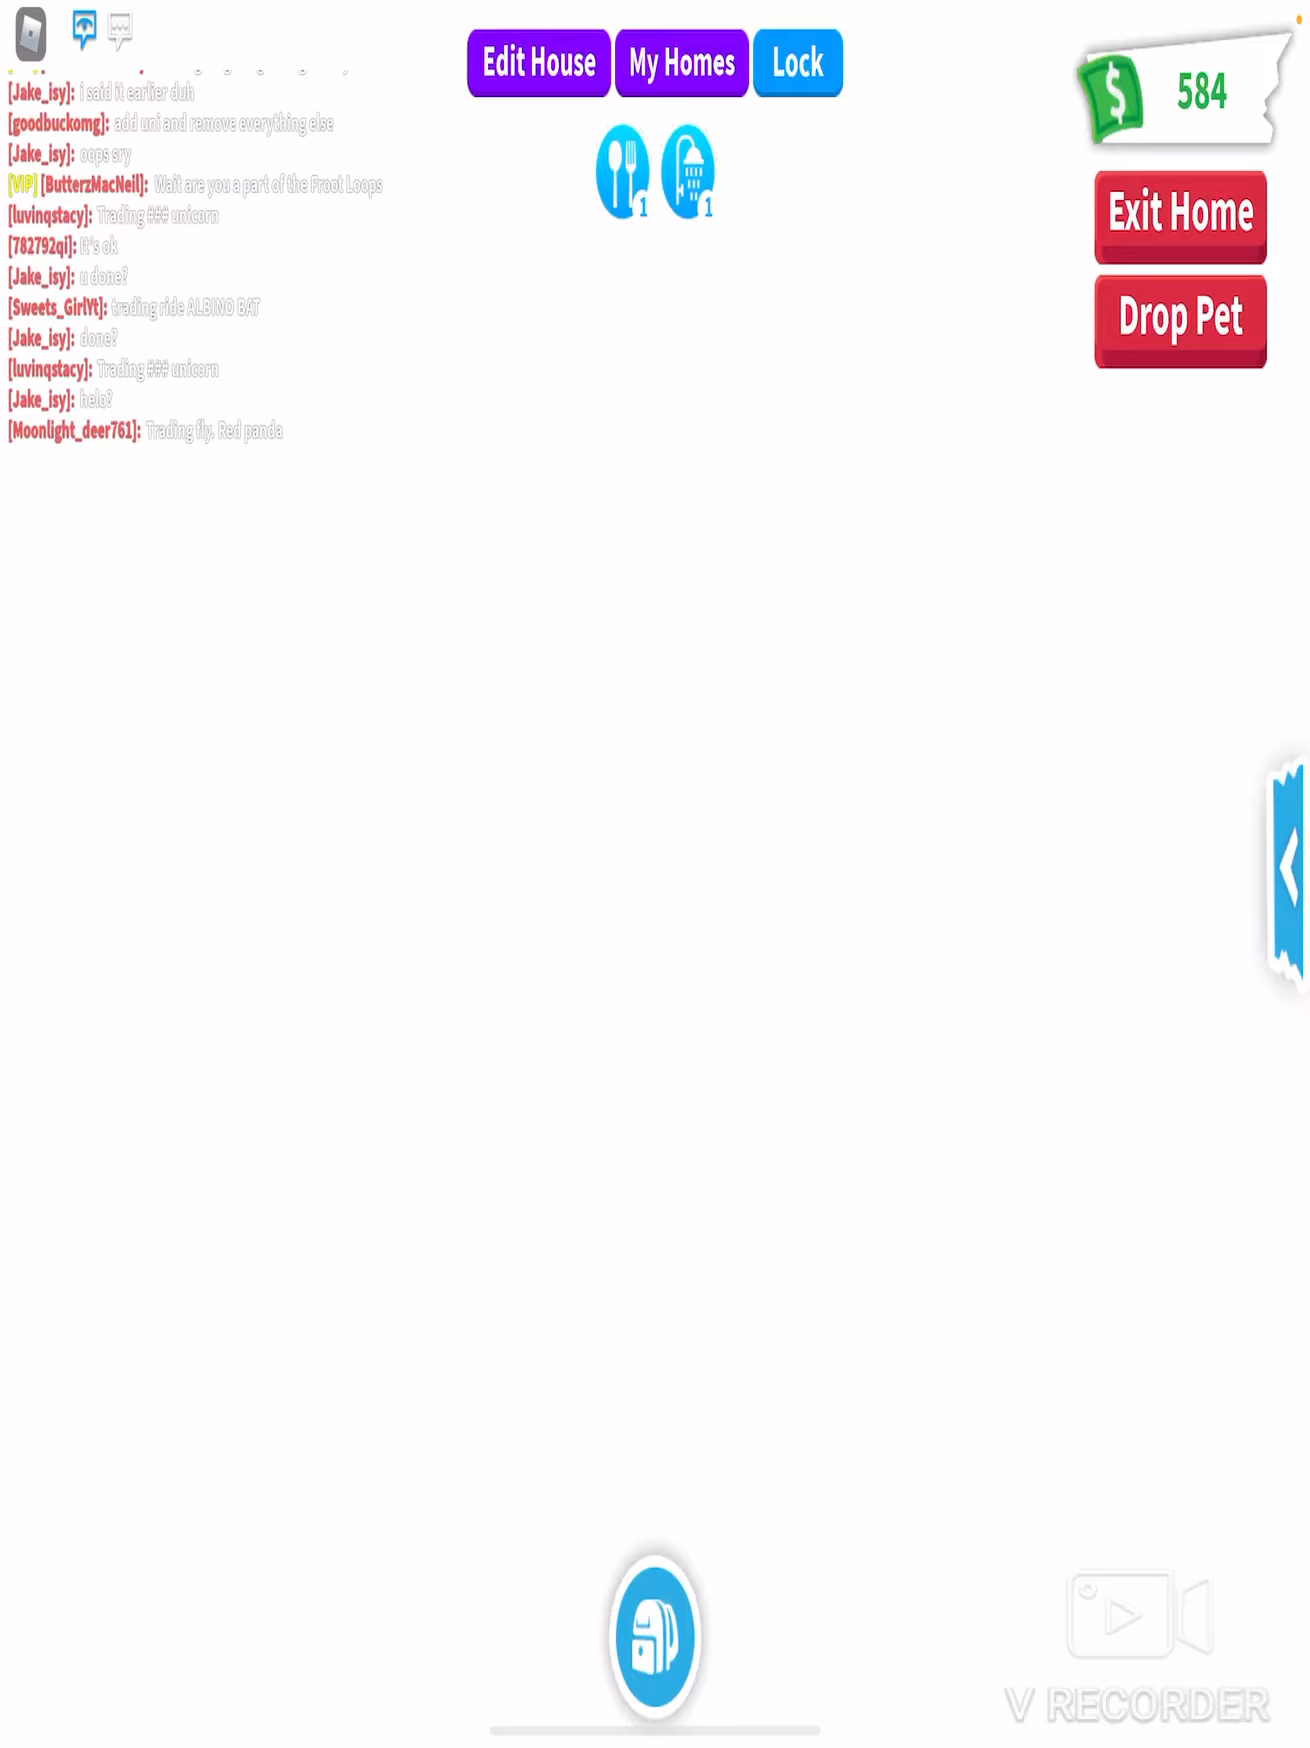 Edit House
My Homes
Lock
584
[Jake_isy]: i said it earlier duh
[goodbuckomg]: add uni and remove everything else
[Jake_isy]: oops sry
[VIP] [ButterzMacNeil]: Wait are you a part of the Froot Loops
[luvinqstacy]: Trading ### unicorn
[782792qi]: It's ok
[Jake_isy]: u done?
[Sweets_GirlYt]: trading ride ALBINO BAT
[Jake_isy]: done?
[luvinqstacy]: Trading ### unicorn
[Jake_isy]: helo?
[Moonlight_deer761]: Trading fly. Red panda
1
1
Exit Home
Drop Pet
V RECORDER